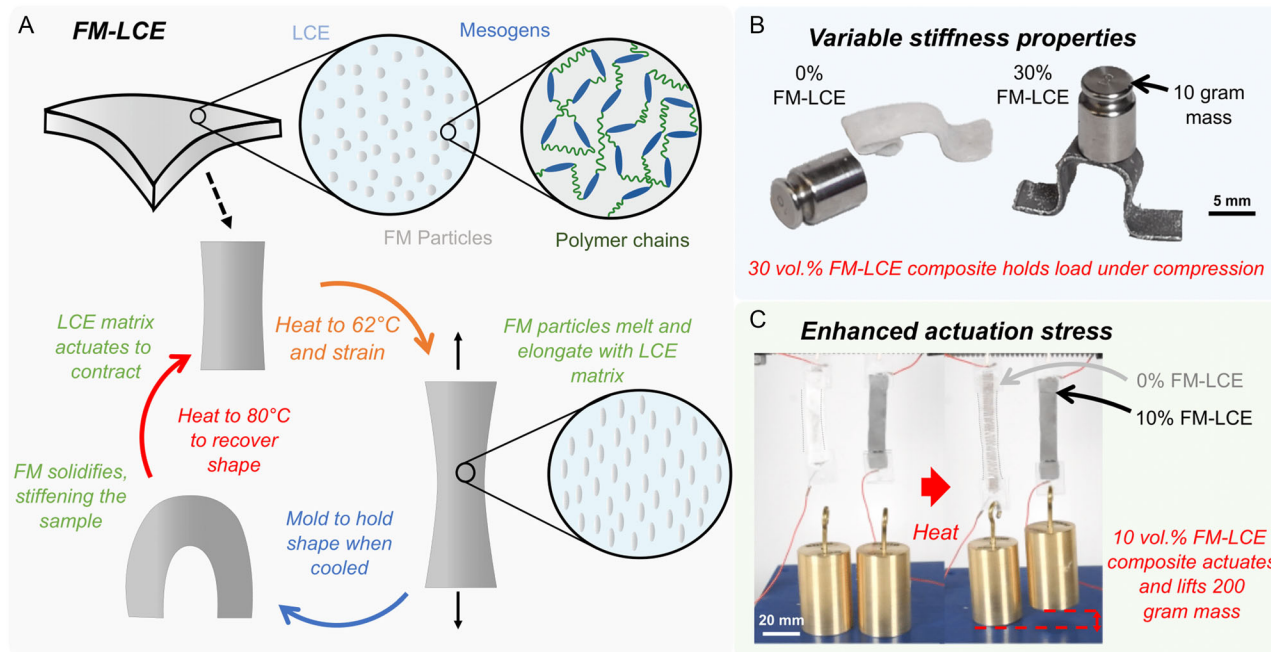 A
FM-LCE
LCE
Mesogens
FM Particles
Polymer chains
LCE matrix
actuates to
contract
Heat to 62°C
and strain
FM particles melt and
elongate with LCE
matrix
Heat to 80°C
to recover
shape
FM solidifies,
stiffening the
sample
Mold to hold
shape when
cooled
B
Variable stiffness properties
0%
FM-LCE
30%
FM-LCE
10 gram
mass
5 mm
30 vol.% FM-LCE composite holds load under compression
C
Enhanced actuation stress
0% FM-LCE
10% FM-LCE
Heat
10 vol.% FM-LCE
composite actuates
and lifts 200
gram mass
20 mm